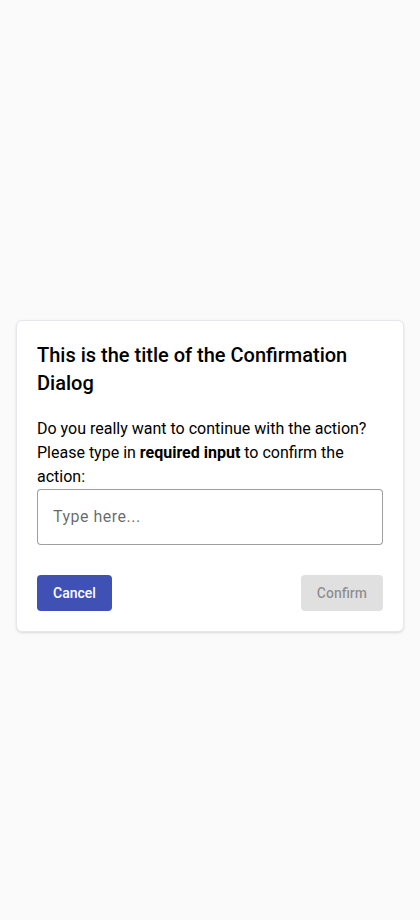 This is the title of the Confirmation
Dialog
Do you really want to continue with the action?
Please type in required input to confirm the
action:
Type here...
Cancel
Confirm